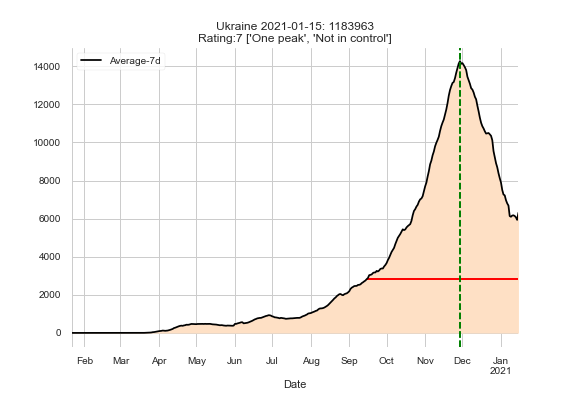 Ukraine 2021-01-15: 1183963
Rating:7 ['One peak', 'Not in control']
Average-7d
14000
12000
10000
8000
6000
4000
2000
0
Feb Mar Apr May Jun Jul Aug Sep Oct Nov Dec Jan
2021
Date